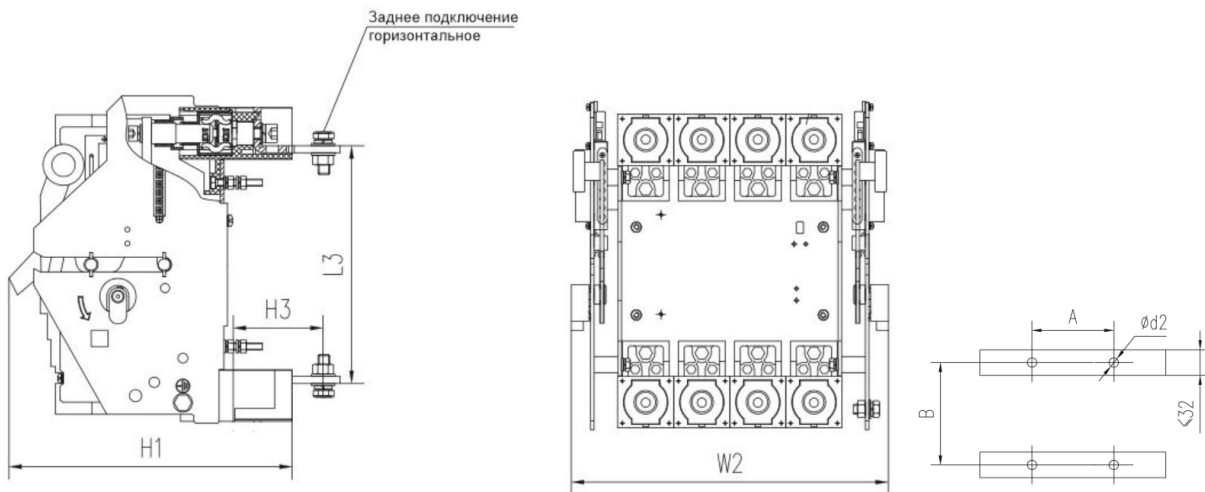 Заднее подключение
горизонтальное
L3
H3
H1
W2
A
Ød2
B
⩽32